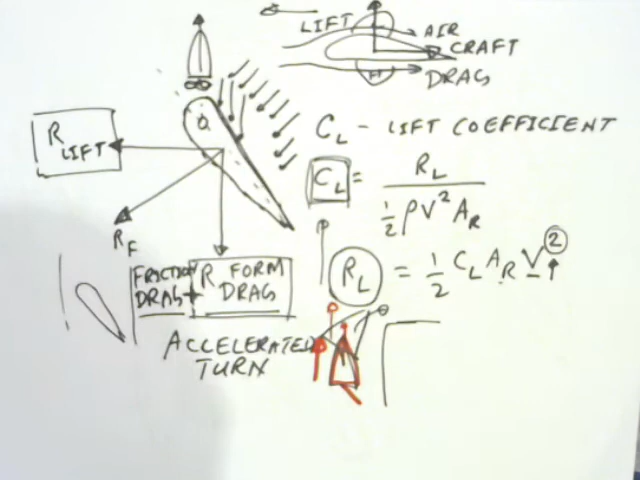 LIFT
AIR
CRAFT
DRAG
C_L - LIFT COEFFICIENT
R LIFT
α
C_L = R_L / ½ρV²A_R
R_F
R_L = ½ C_L A_R V²
FRICTION DRAG + R FORM DRAG
ACCELERATED
TURN